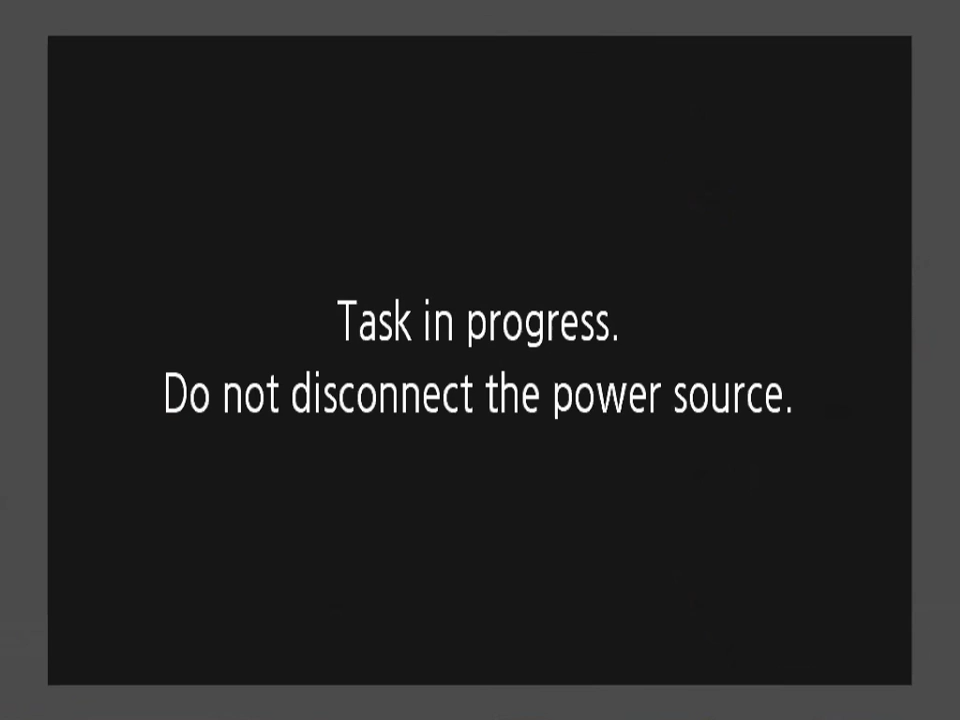 Task in progress.
Do not disconnect the power source.